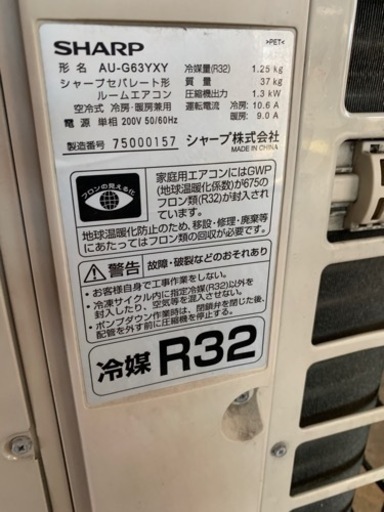 >PET<
SHARP
形名 AU-G63YXY
シャープセパレート形
ルームエアコン
空冷式 冷房・暖房兼用
電源 単相 200V 50/60Hz
冷媒量(R32) 1.25 kg
質量 37 kg
圧縮機出力 1.3 kW
運転電流 冷房: 10.6 A
暖房: 9.0 A
製造番号 75000157
シャープ株式会社
MADE IN CHINA
フロンの見える化
家庭用エアコンにはGWP
(地球温暖化係数)が675の
フロン類(R32)が封入され
ています。
地球温暖化防止のため、移設・修理・廃棄等
にあたってはフロン類の回収が必要です。
警告 故障・破裂などのおそれあり
・お客様自身で工事作業をしない。
・冷凍サイクル内に指定冷媒(R32)以外を
封入したり、空気等を混入させない。
・ポンプダウン作業時は、閉鎖弁を閉じた後、
配管を外す前に圧縮機を停止する。
冷媒 R32